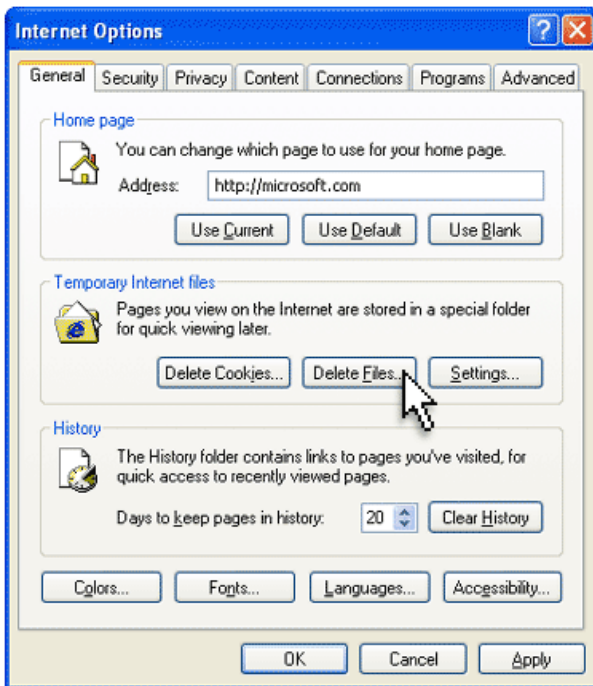 Internet Options
General Security Privacy Content Connections Programs Advanced
Home page
You can change which page to use for your home page.
Address: http://microsoft.com
Use Current Use Default Use Blank
Temporary Internet files
Pages you view on the Internet are stored in a special folder
for quick viewing later.
Delete Cookies... Delete Files... Settings...
History
The History folder contains links to pages you've visited, for
quick access to recently viewed pages.
Days to keep pages in history: 20 Clear History
Colors... Fonts... Languages... Accessibility...
OK Cancel Apply